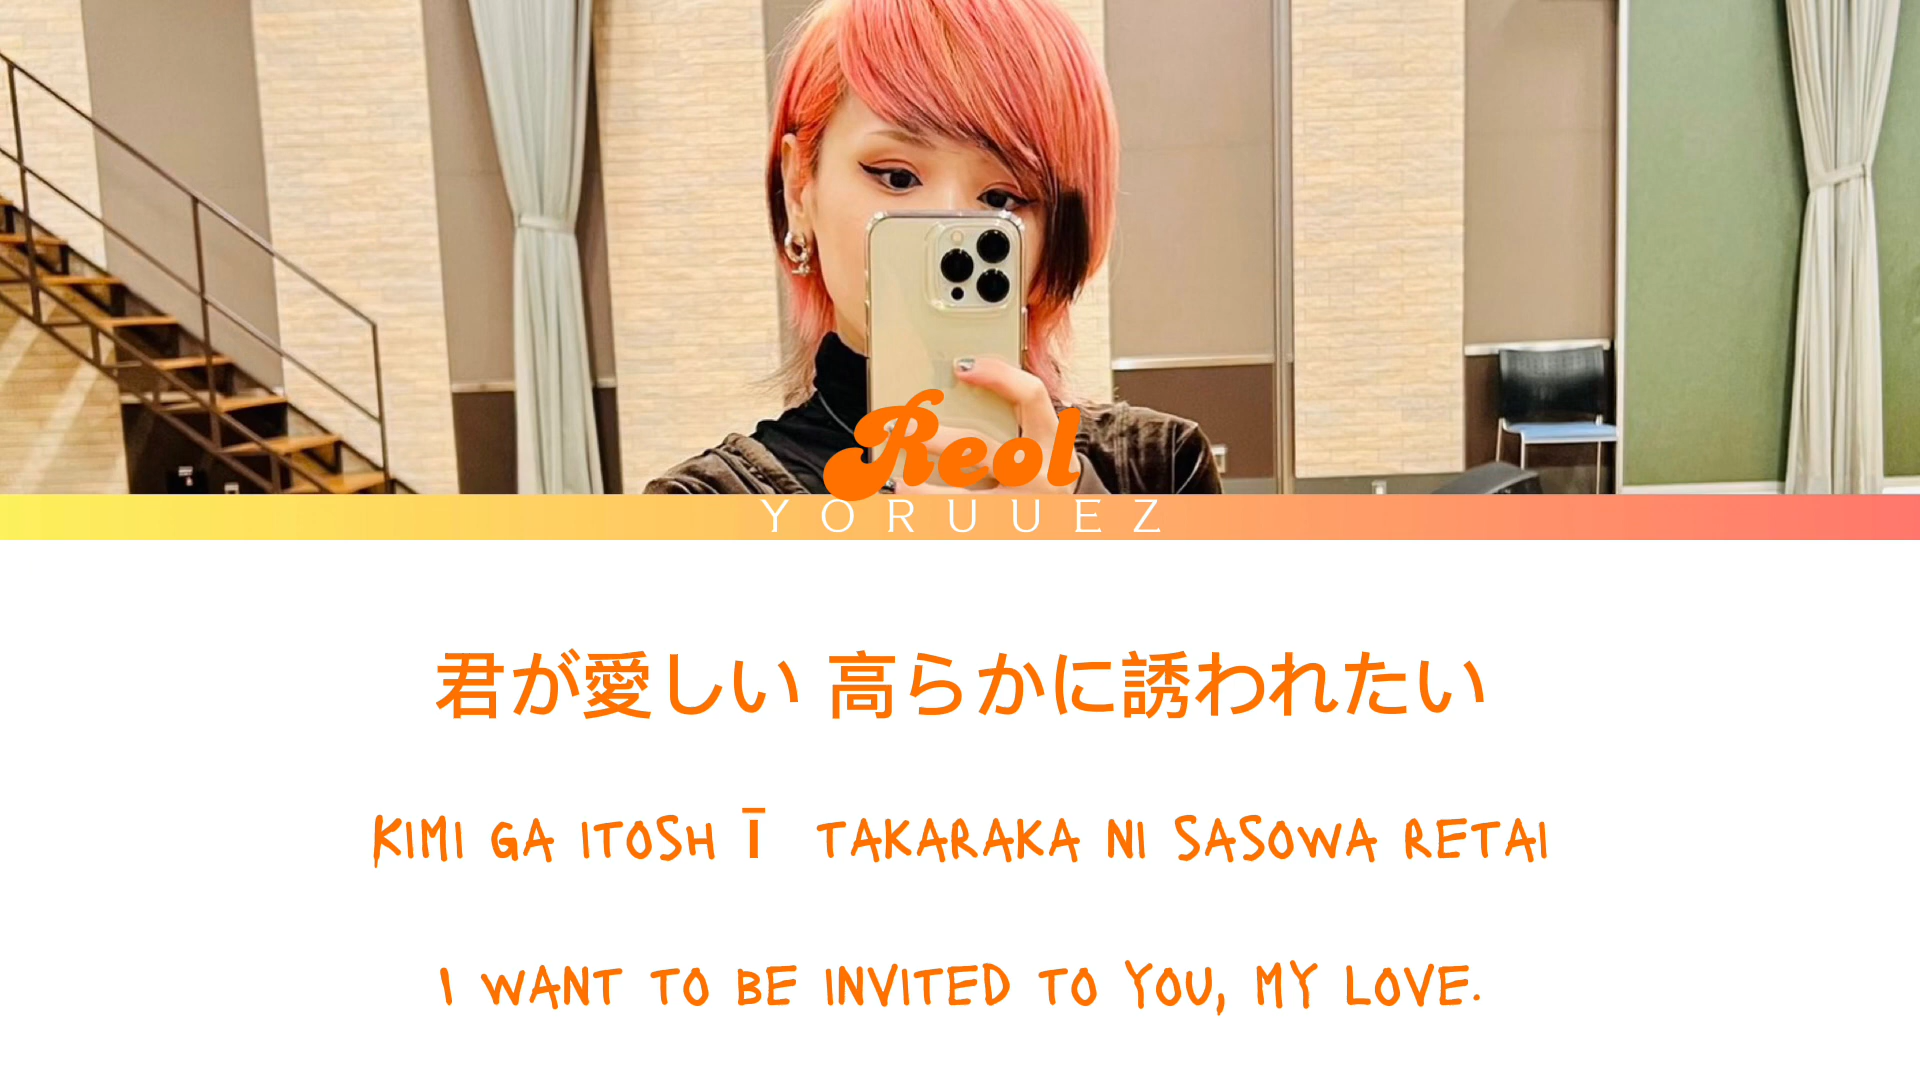 Reol
YORUUEZ
君が愛しい 高らかに誘われたい
KIMI GA ITOSHĪ TAKARAKA NI SASOWA RETAI
I WANT TO BE INVITED TO YOU, MY LOVE.